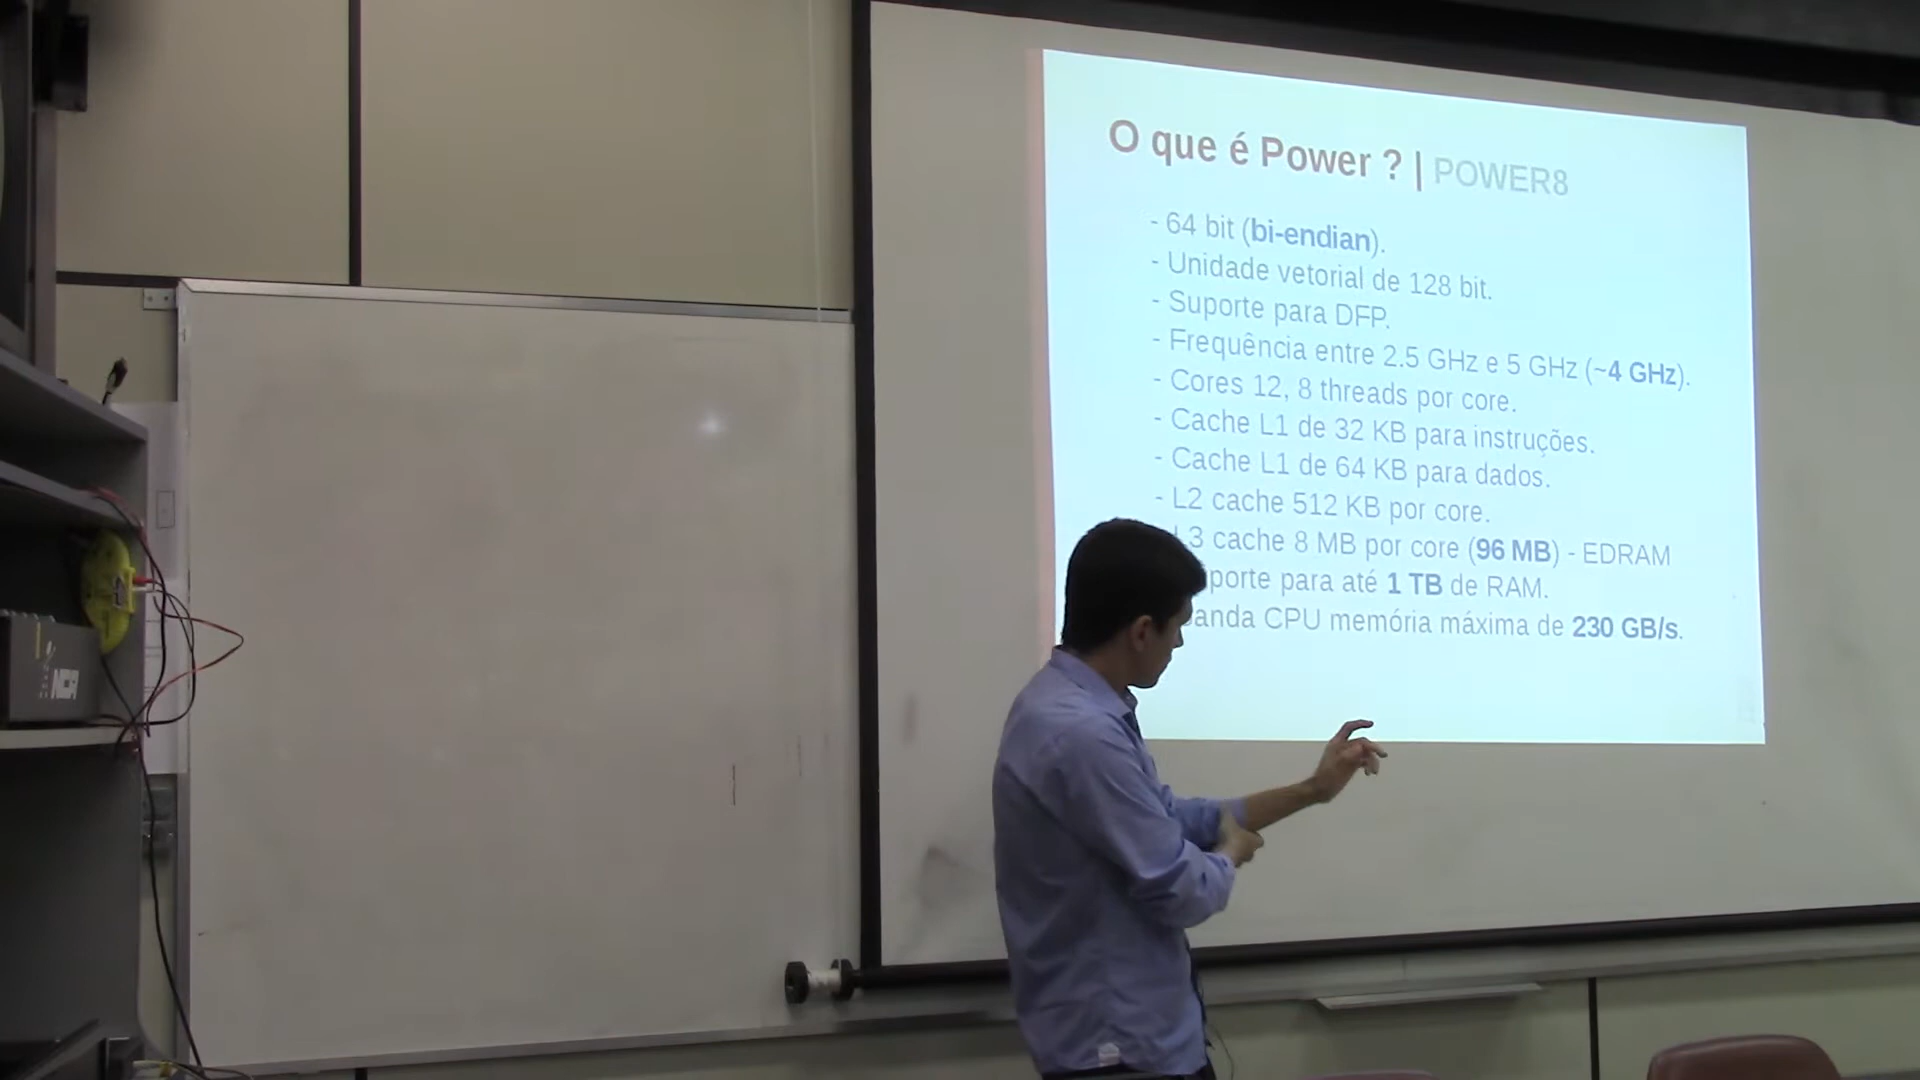 O que é Power ? | POWER8
- 64 bit (bi-endian).
- Unidade vetorial de 128 bit.
- Suporte para DFP.
- Frequência entre 2.5 GHz e 5 GHz (~4 GHz).
- Cores 12, 8 threads por core.
- Cache L1 de 32 KB para instruções.
- Cache L1 de 64 KB para dados.
- L2 cache 512 KB por core.
L3 cache 8 MB por core (96 MB) - EDRAM
porte para até 1 TB de RAM.
anda CPU memória máxima de 230 GB/s.